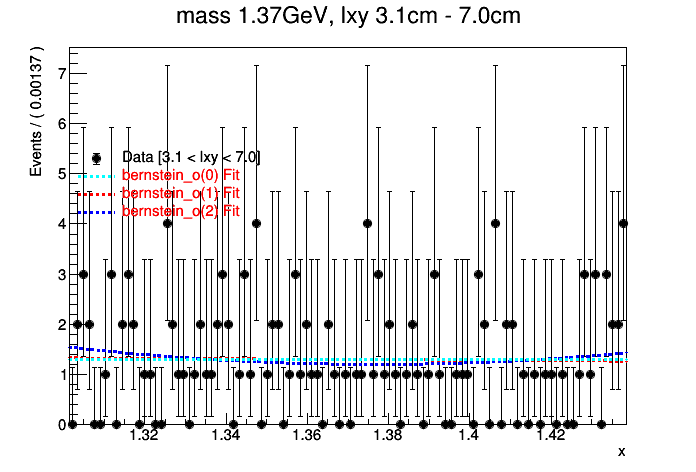 mass 1.37GeV, lxy 3.1cm - 7.0cm
Events / ( 0.00137 )
7
6
5
4
3
2
1
0
Data [3.1 < lxy < 7.0]
bernstein_o(0) Fit
bernstein_o(1) Fit
bernstein_o(2) Fit
1.32 1.34 1.36 1.38 1.4 1.42
x